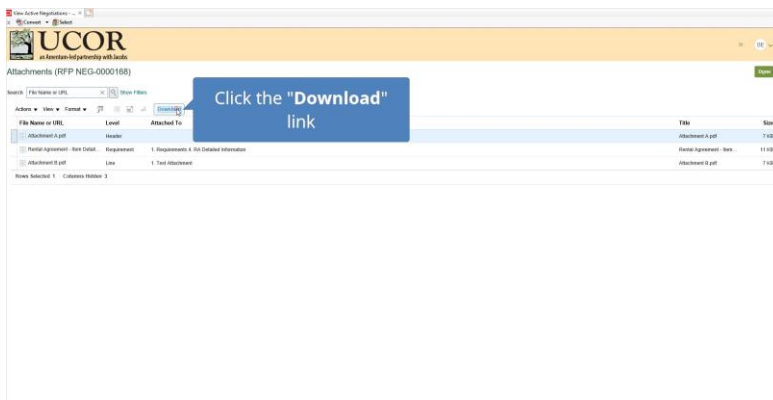 View Active Negotiations - ...
x Convert Select
UCOR
an Amentum-led partnership with Jacobs
DE
Attachments (RFP NEG-0000168)
Done
Search File Name or URL Show Filters
Actions View Format Download
Click the "Download"
link
File Name or URL Level Attached To Title Size
Attachment A.pdf Header Attachment A.pdf 7 KB
Rental Agreement - Item Detail... Requirement 1. Requirements 4. RA Detailed Information Rental Agreement - Item... 11 KB
Attachment B.pdf Line 1. Test Attachment Attachment B.pdf 7 KB
Rows Selected 1 Columns Hidden 3